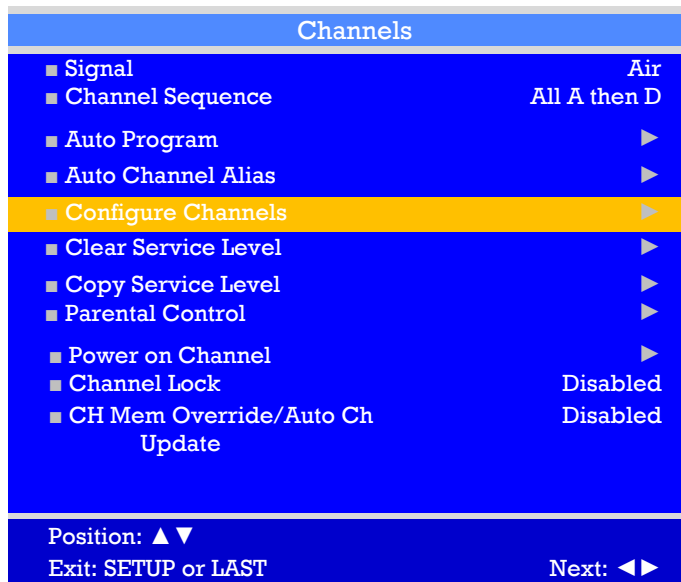 Channels
■ Signal Air
■ Channel Sequence All A then D
■ Auto Program ►
■ Auto Channel Alias ►
■ Configure Channels ►
■ Clear Service Level ►
■ Copy Service Level ►
■ Parental Control ►
■ Power on Channel ►
■ Channel Lock Disabled
■ CH Mem Override/Auto Ch Disabled
Update
Position: ▲▼
Exit: SETUP or LAST Next: ◄►